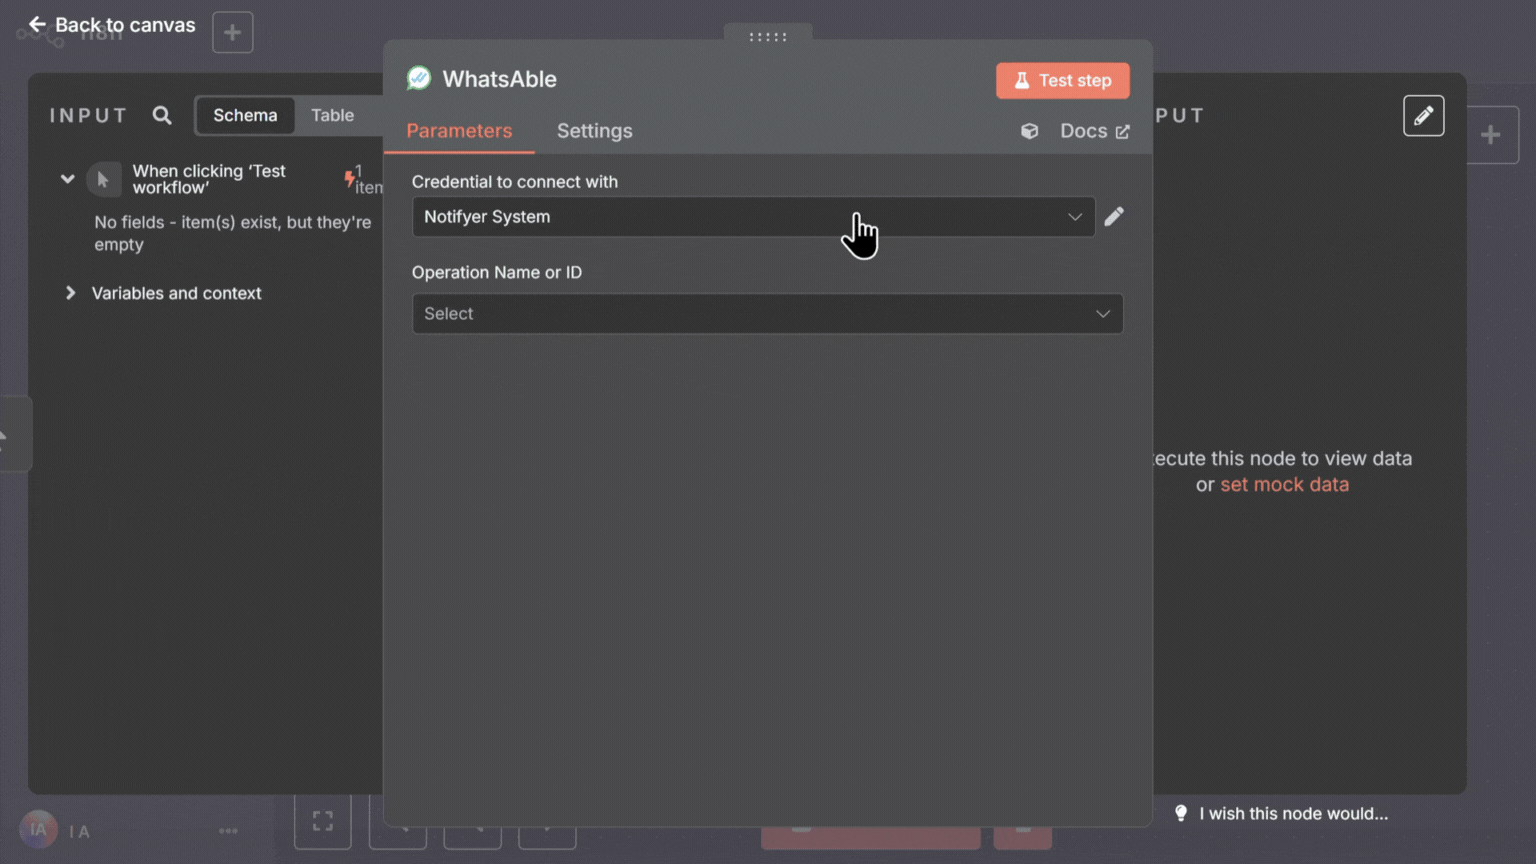 Back to canvas
n8n
WhatsAble
Test step
INPUT
Schema
Table
Parameters
Settings
Docs
PUT
When clicking ‘Test
workflow’
1
item
No fields - item(s) exist, but they're
empty
Variables and context
Credential to connect with
Notifyer System
Operation Name or ID
Select
ecute this node to view data
or set mock data
I wish this node would...
IA
I A